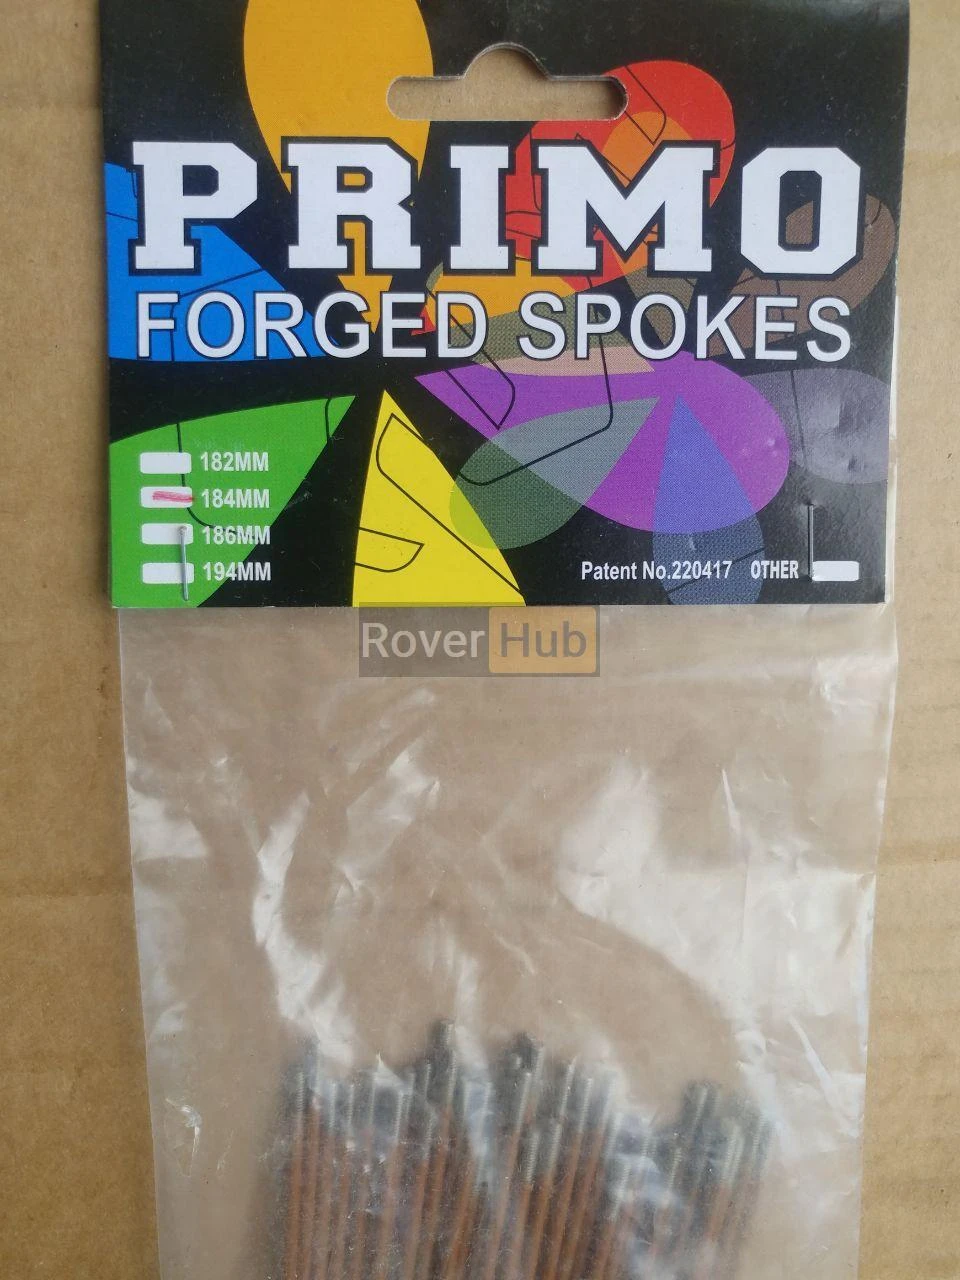 PRIMO
FORGED SPOKES
182MM
184MM
186MM
194MM
Patent No.220417 OTHER
Rover Hub